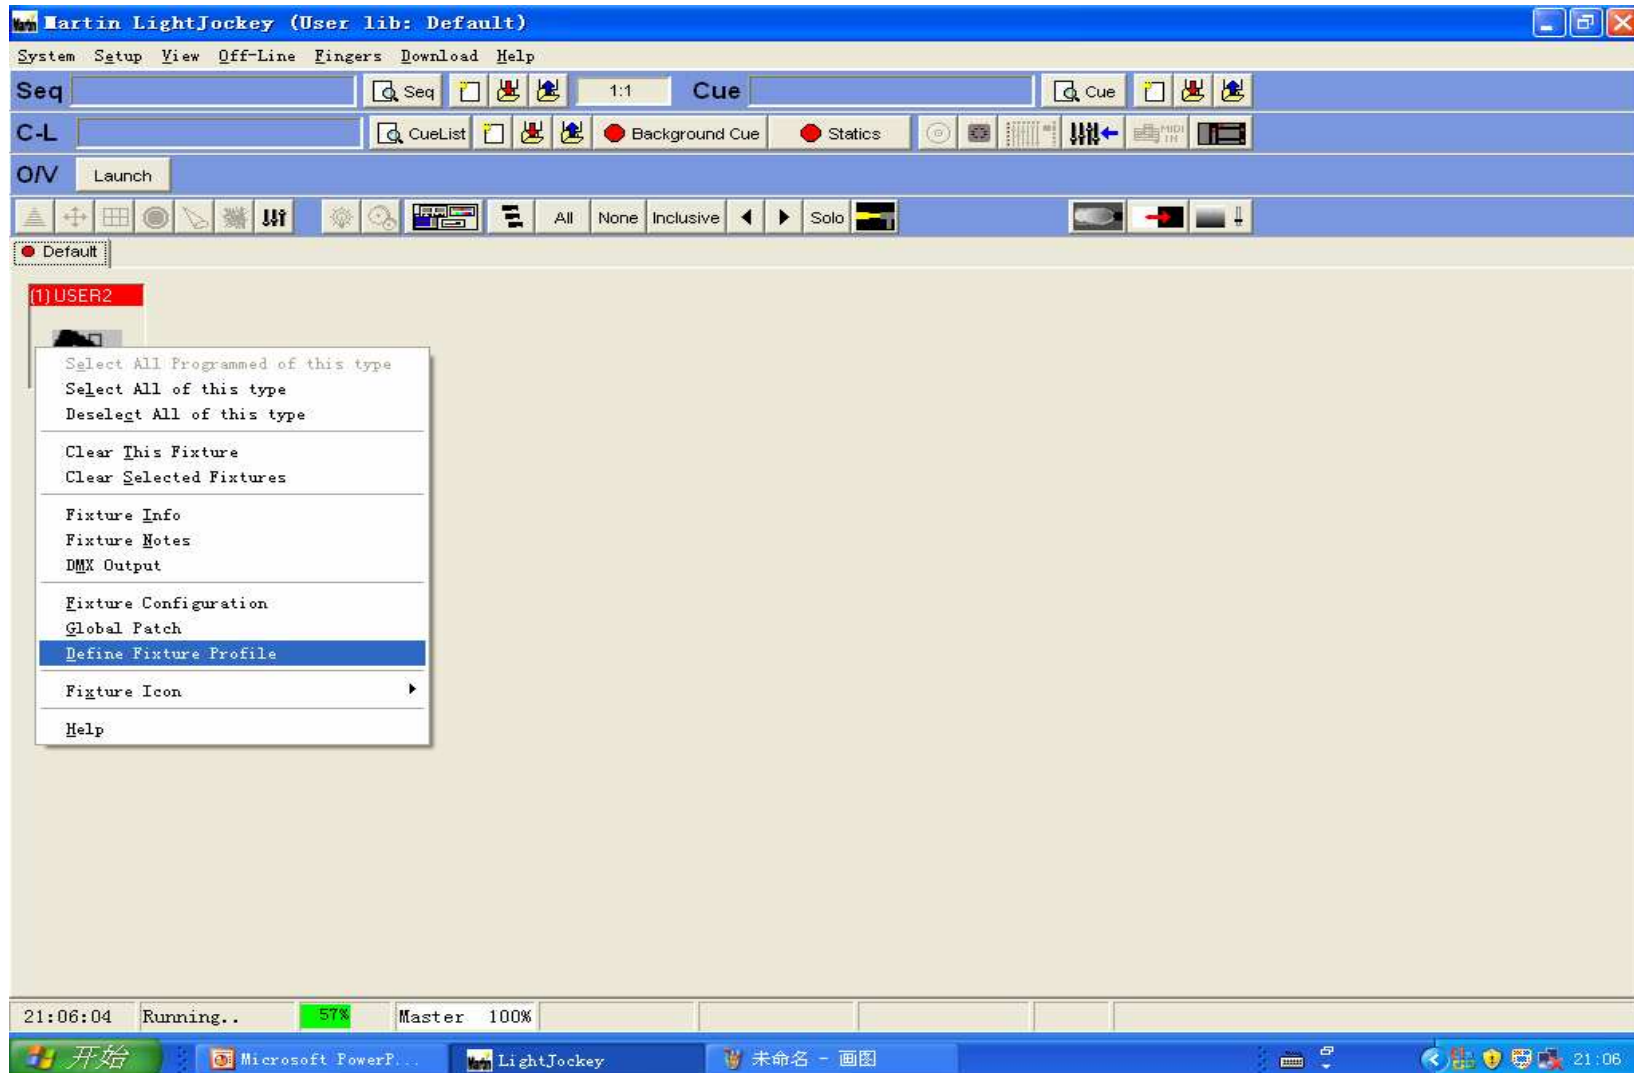 Martin LightJockey (User lib: Default)
System Setup View Off-Line Fingers Download Help
Seq Seq 1:1 Cue Cue
C-L CueList Background Cue Statics MIDI IN
O/V Launch
All None Inclusive Solo
Default
(1) USER2
Select All Programmed of this type
Select All of this type
Deselect All of this type
Clear This Fixture
Clear Selected Fixtures
Fixture Info
Fixture Notes
DMX Output
Fixture Configuration
Global Patch
Define Fixture Profile
Fixture Icon
Help
21:06:04 Running.. 57% Master 100%
开始 Microsoft PowerP... LightJockey 未命名 - 画图 21:06